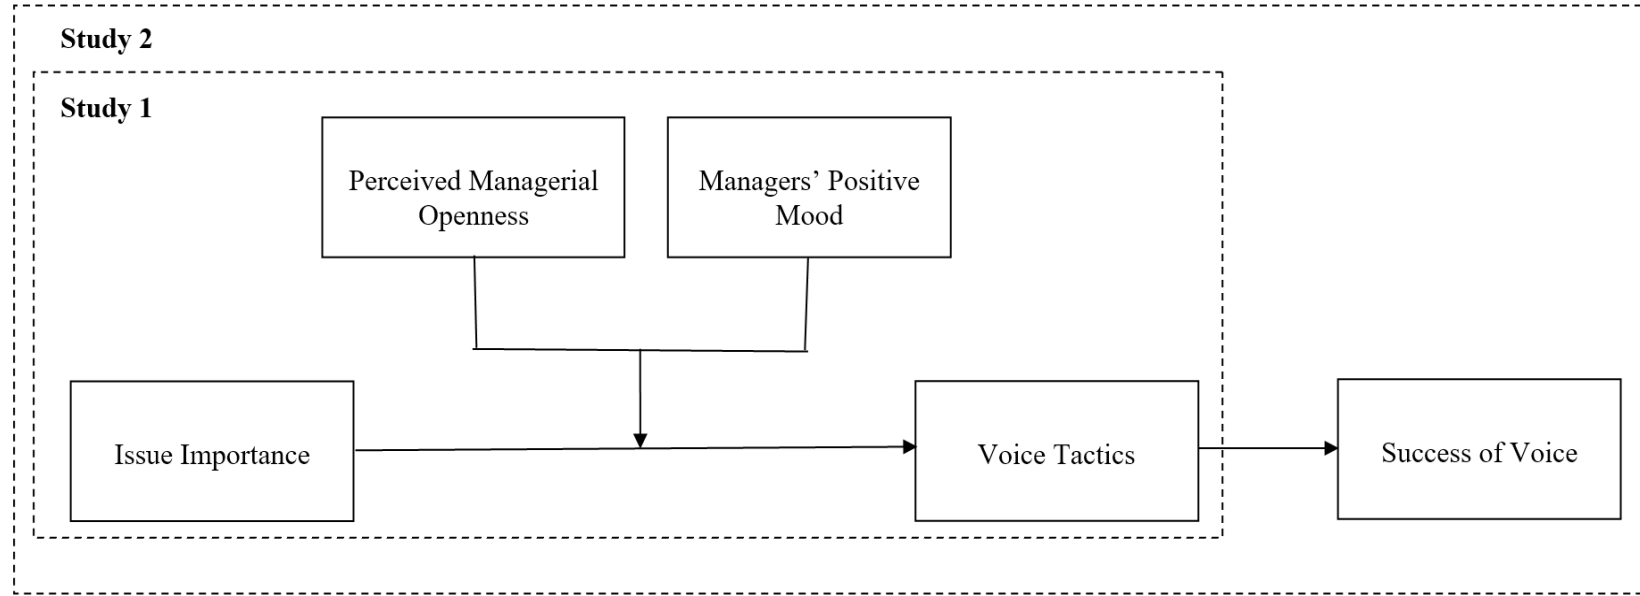 Study 2
Study 1
Perceived Managerial
Openness
Managers’ Positive
Mood
Issue Importance
Voice Tactics
Success of Voice